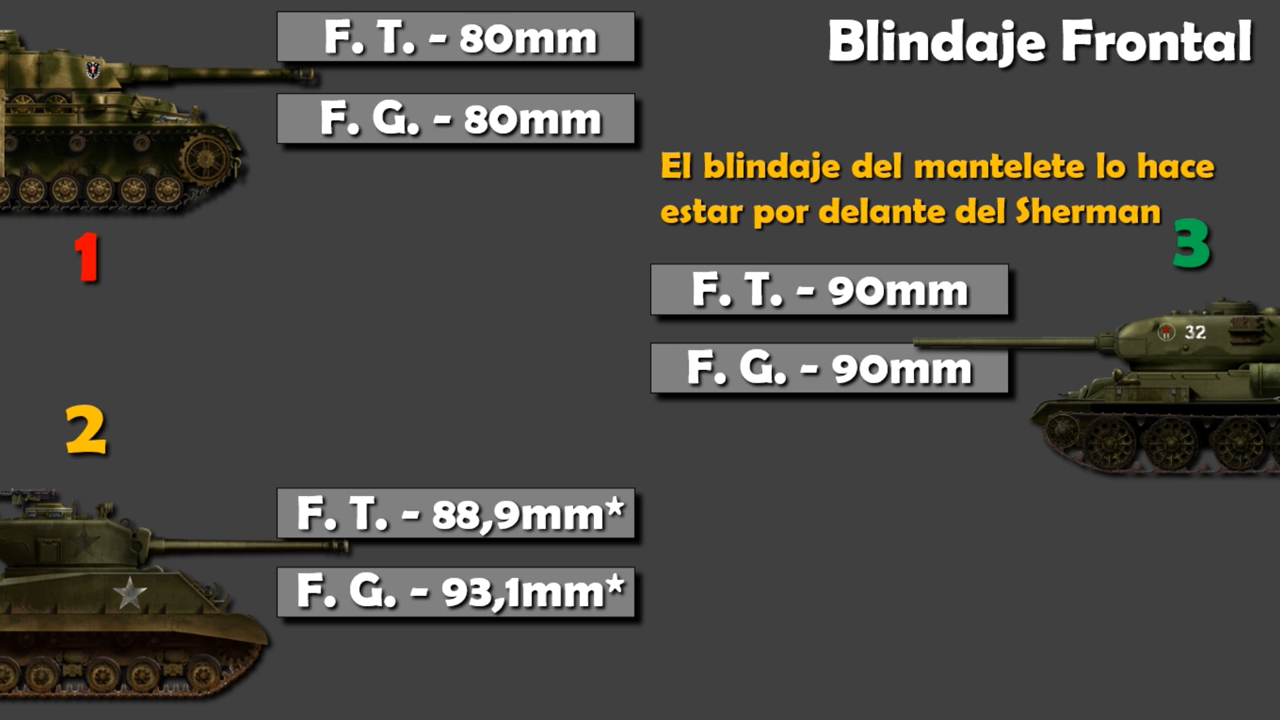 Blindaje Frontal
F. T. - 80mm
F. G. - 80mm
1
El blindaje del mantelete lo hace
estar por delante del Sherman
3
F. T. - 90mm
F. G. - 90mm
32
2
F. T. - 88,9mm*
F. G. - 93,1mm*